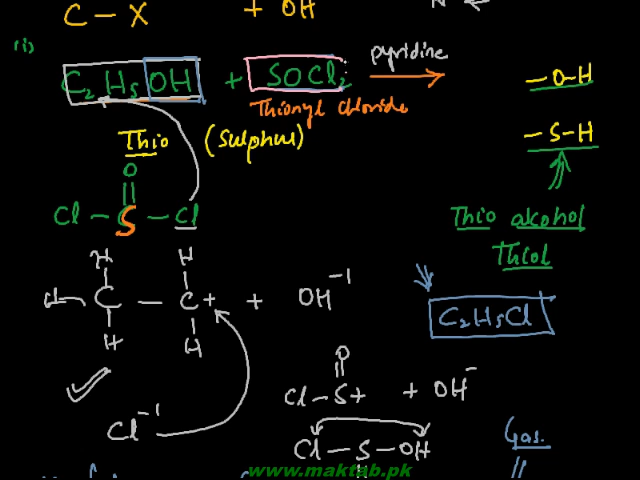 C – X + OH
(i)
C₂H₅OH + SOCl₂ pyridine
Thionyl chloride
–O–H
Thio (Sulphur)
–S–H
O
Cl – S – Cl
Thio alcohol
Thiol
H H
H – C – C+ + OH⁻¹
H H
C₂H₅Cl
O
Cl – S+ + OH⁻
Cl⁻¹
Cl – S – OH
Gas.
www.maktab.pk